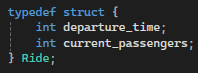 typedef struct {
    int departure_time;
    int current_passengers;
} Ride;